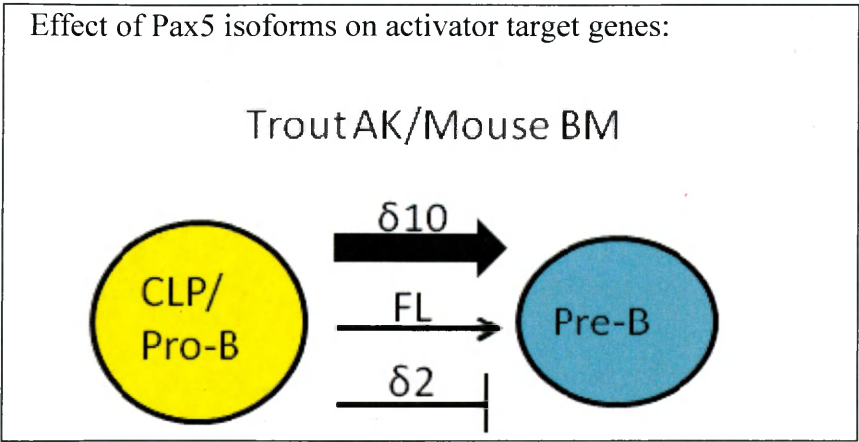 Effect of Pax5 isoforms on activator target genes:
Trout AK/Mouse BM
δ10
CLP/
Pro-B
FL
Pre-B
δ2